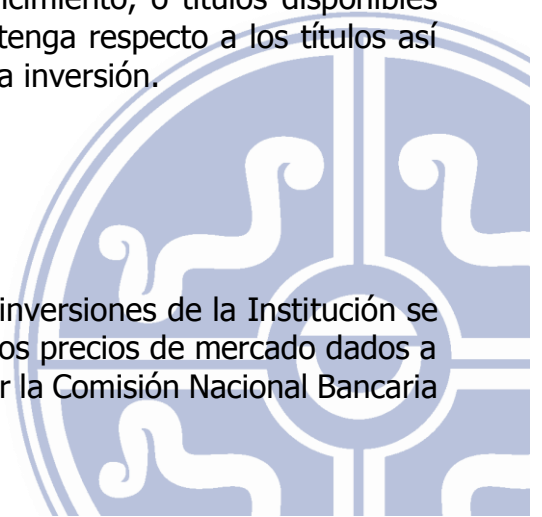 cimiento, o títulos disponibles
tenga respecto a los títulos así
a inversión.
inversiones de la Institución se
os precios de mercado dados a
r la Comisión Nacional Bancaria